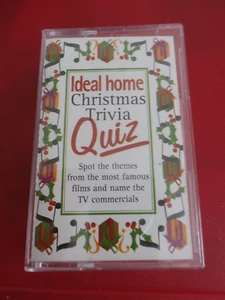 Ideal home
Christmas
Trivia
Quiz
Spot the themes
from the most famous
films and name the
TV commercials